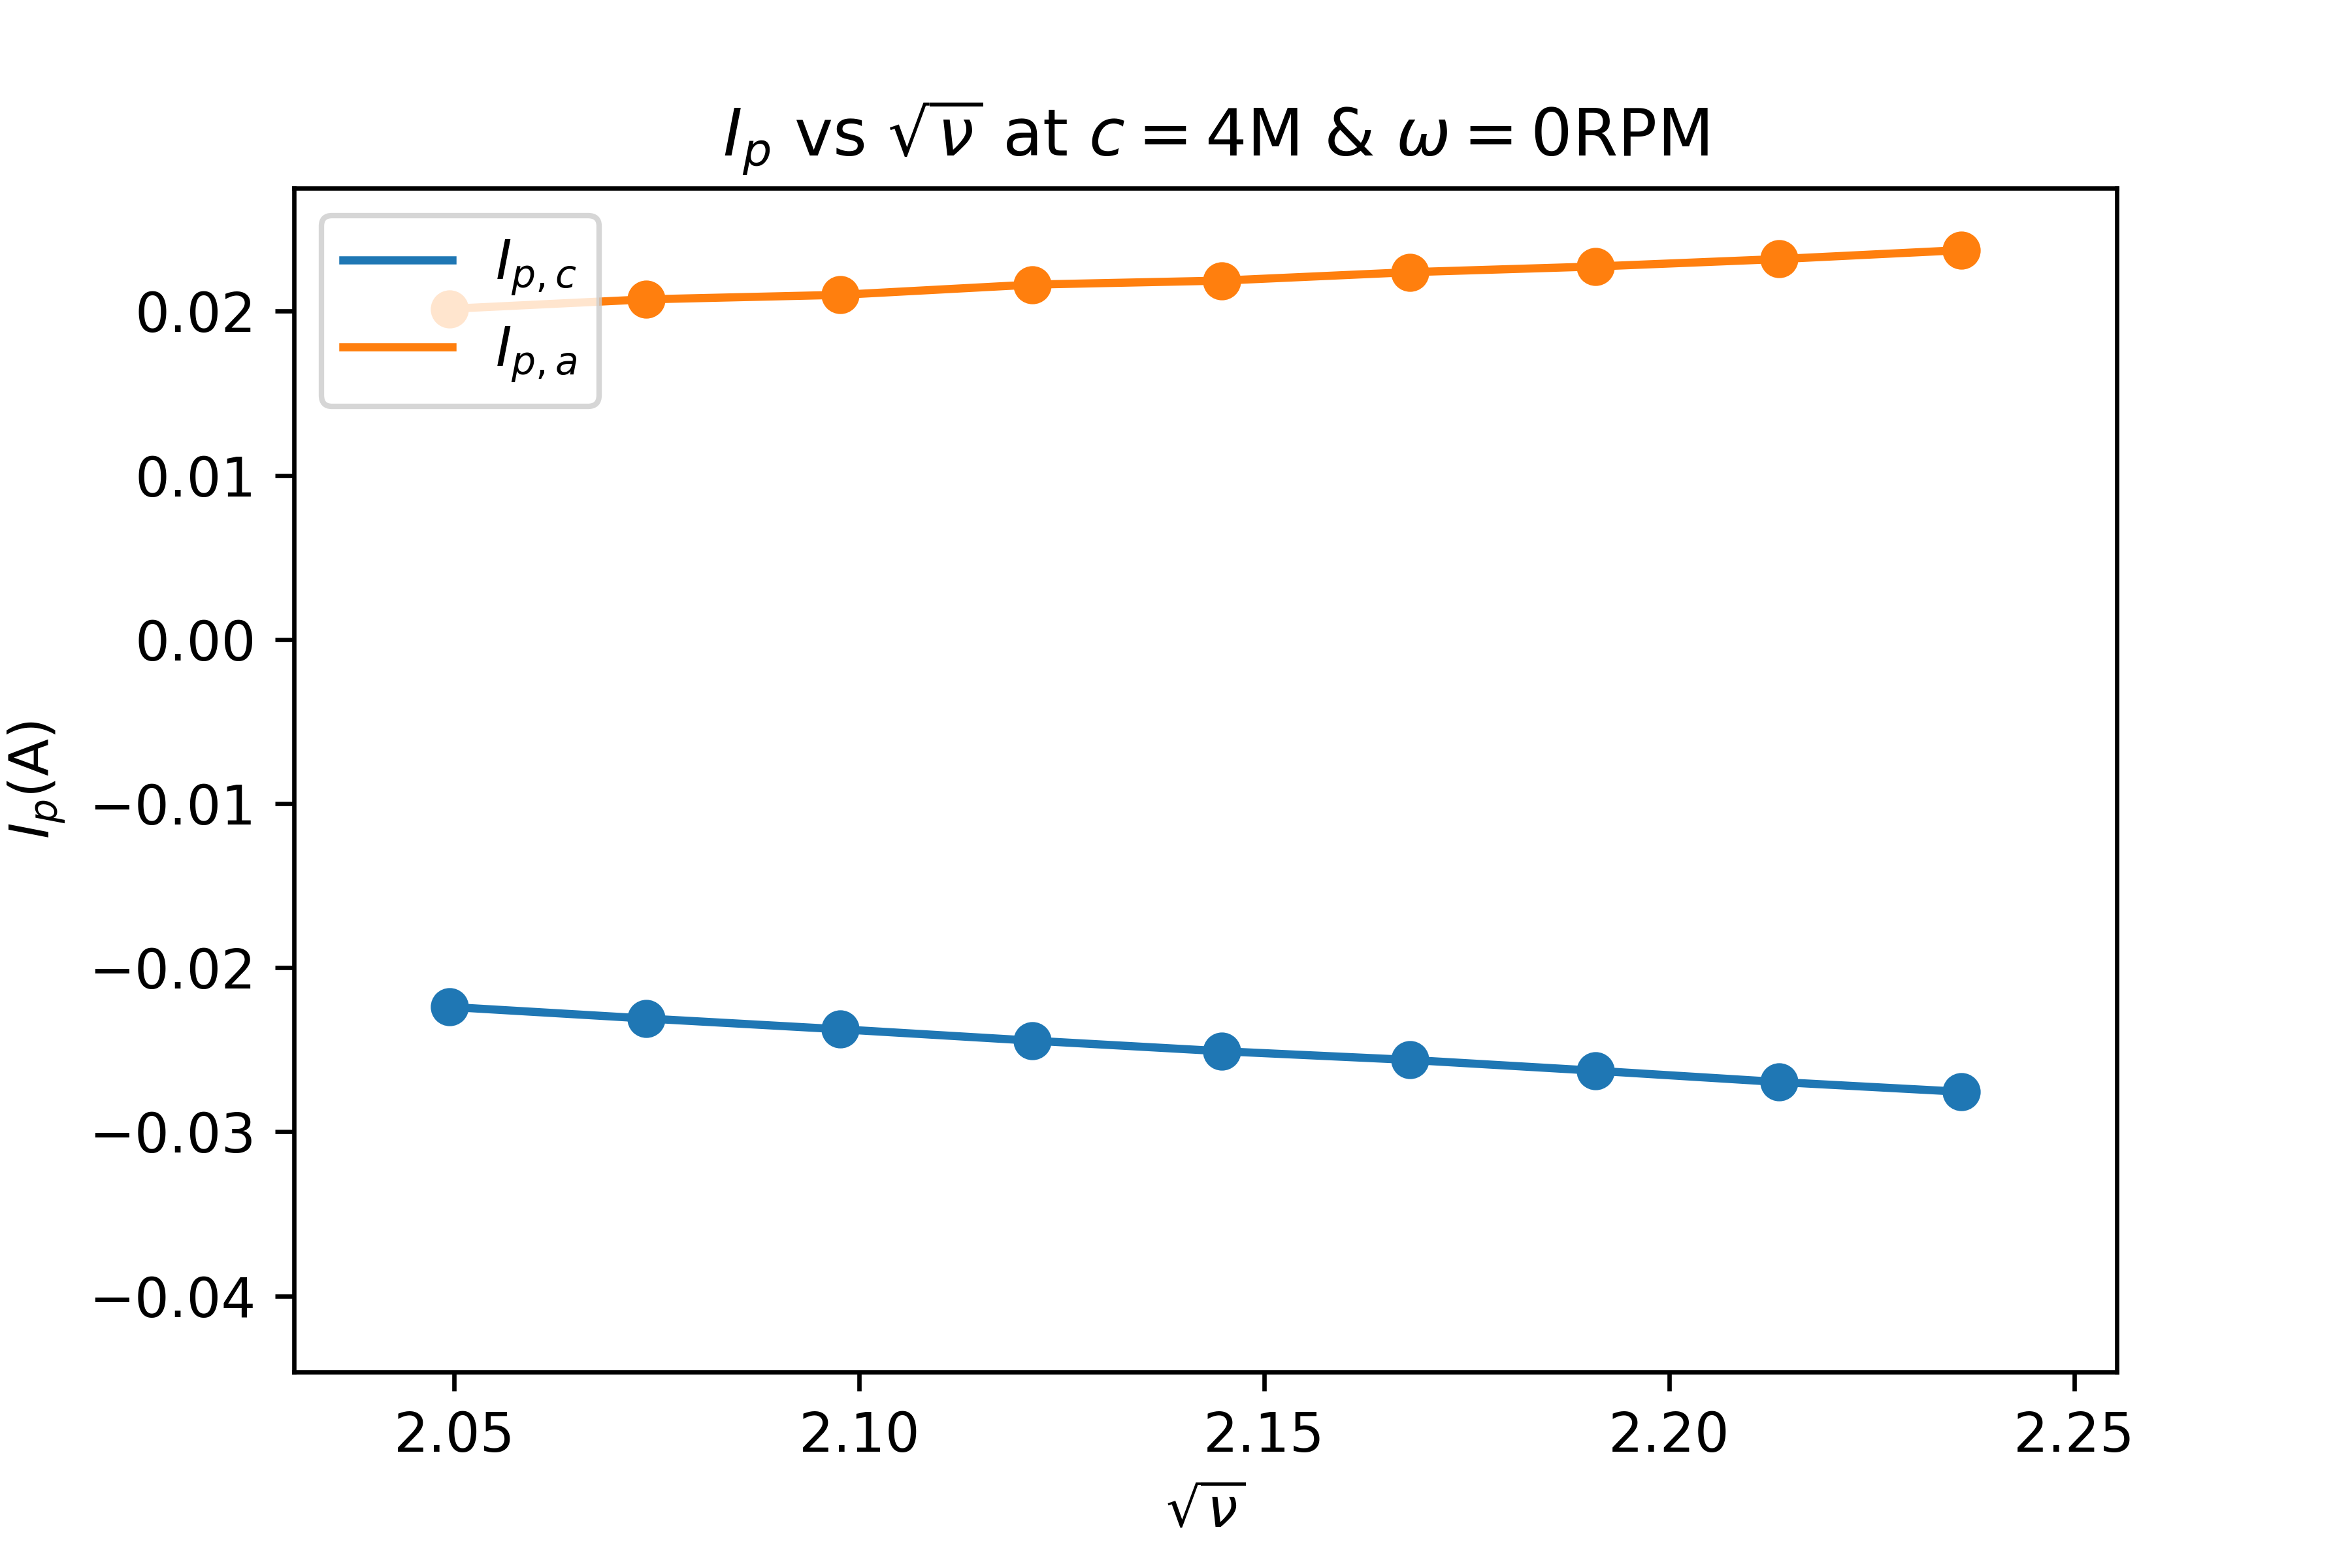 I_p vs √ν at c = 4M & ω = 0RPM
I_{p,c}
I_{p,a}
0.02
0.01
0.00
−0.01
−0.02
−0.03
−0.04
I_p(A)
2.05 2.10 2.15 2.20 2.25
√ν